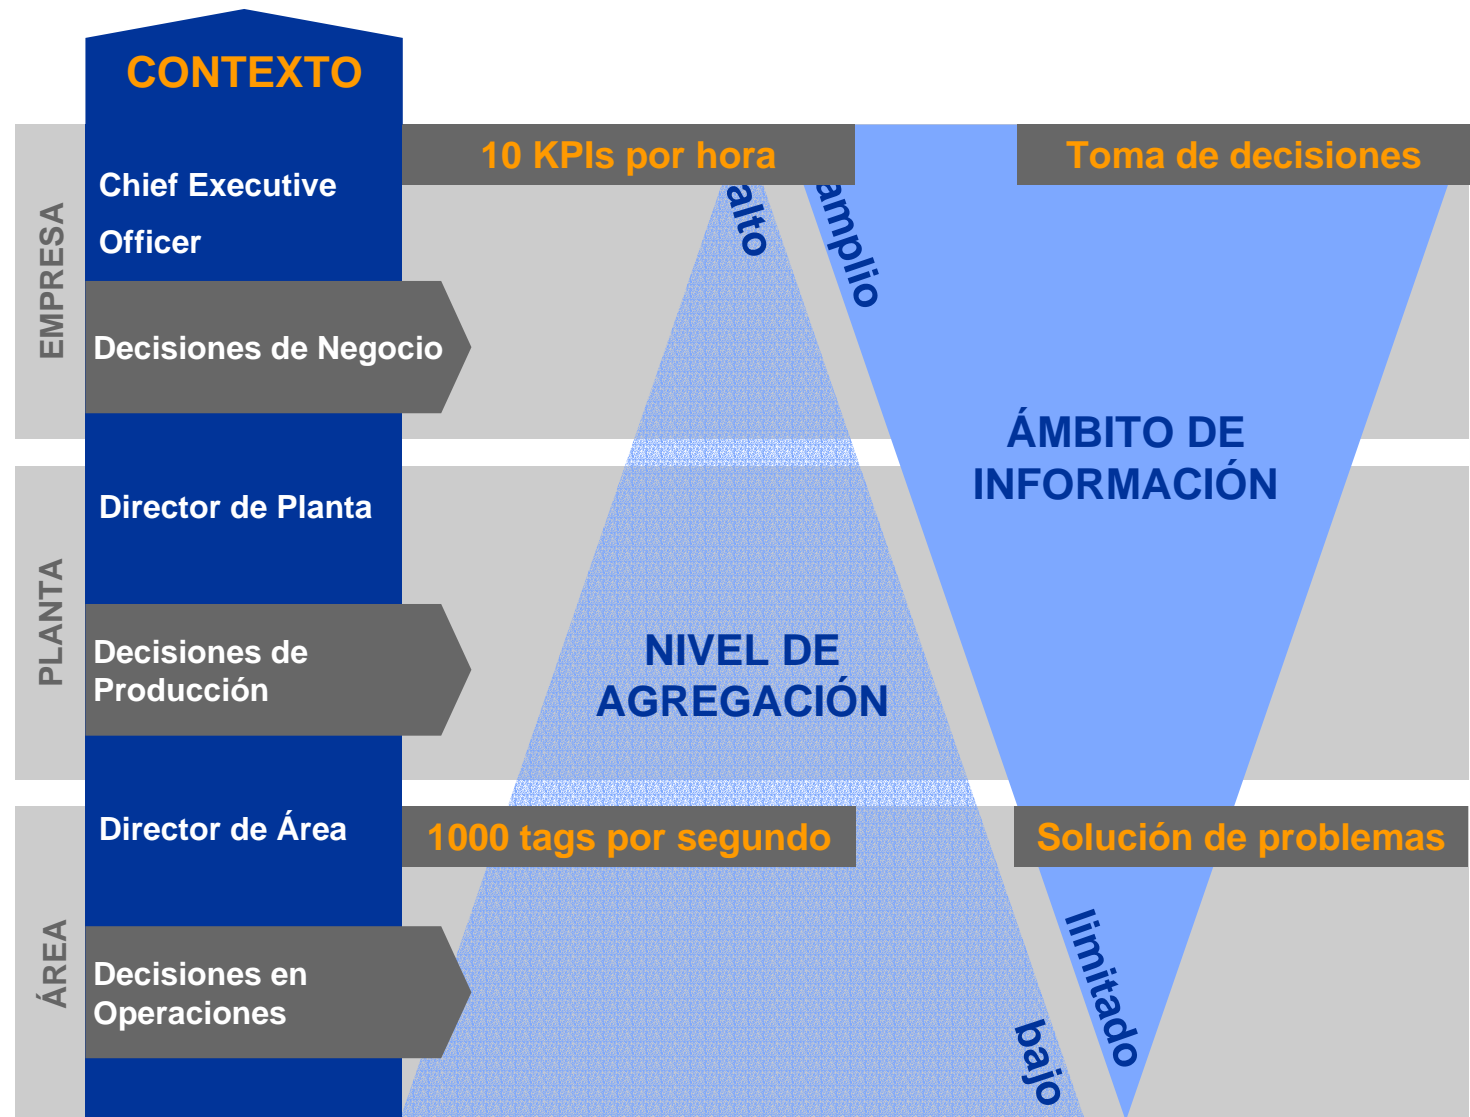 CONTEXTO
EMPRESA
Chief Executive
Officer
10 KPIs por hora
Toma de decisiones
alto
amplio
Decisiones de Negocio
ÁMBITO DE
INFORMACIÓN
PLANTA
Director de Planta
Decisiones de
Producción
NIVEL DE
AGREGACIÓN
ÁREA
Director de Área
1000 tags por segundo
Solución de problemas
Decisiones en
Operaciones
limitado
bajo